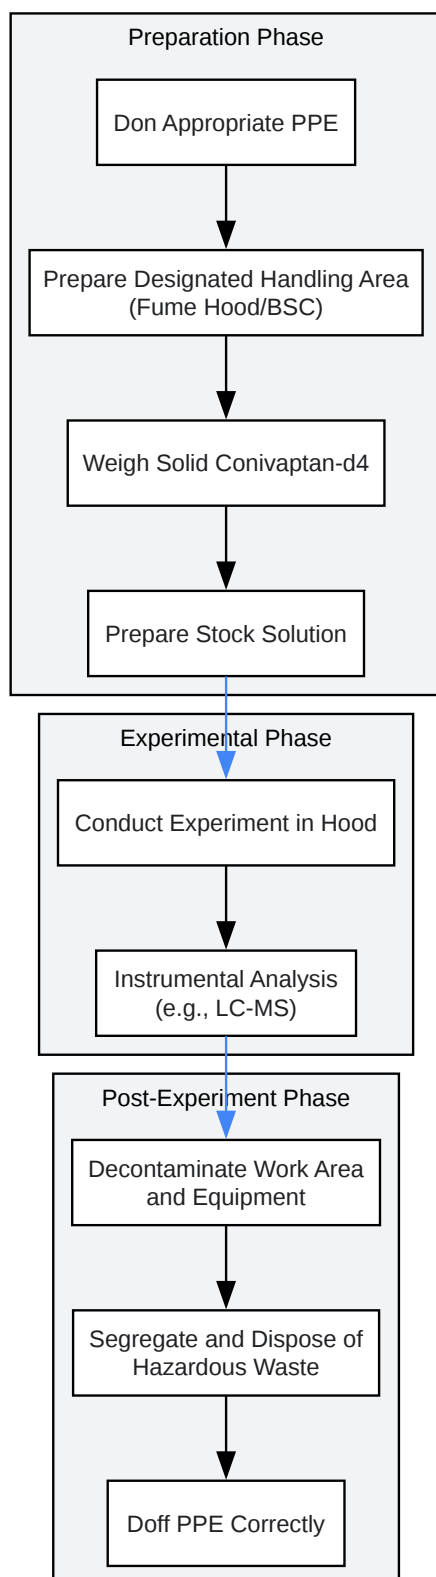 Preparation Phase
Don Appropriate PPE
Prepare Designated Handling Area
(Fume Hood/BSC)
Weigh Solid Conivaptan-d4
Prepare Stock Solution
Experimental Phase
Conduct Experiment in Hood
Instrumental Analysis
(e.g., LC-MS)
Post-Experiment Phase
Decontaminate Work Area
and Equipment
Segregate and Dispose of
Hazardous Waste
Doff PPE Correctly